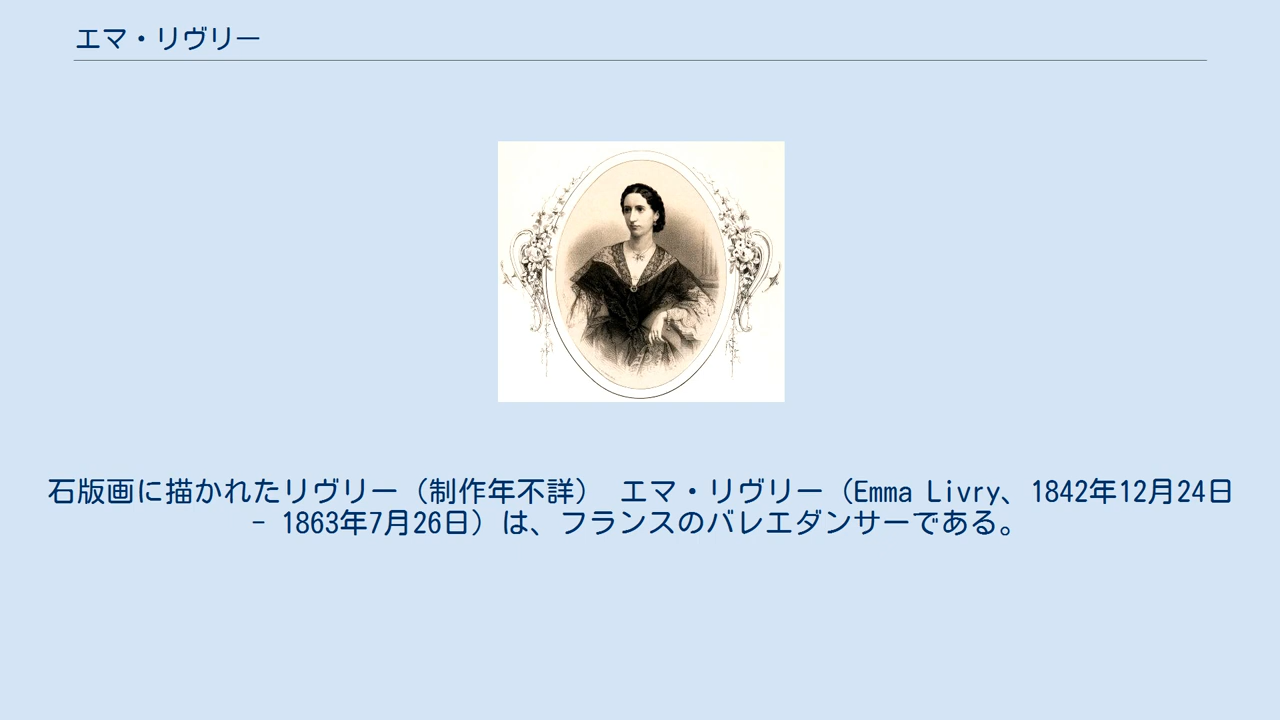 エマ・リヴリー
石版画に描かれたリヴリー（制作年不詳） エマ・リヴリー（Emma Livry、1842年12月24日
- 1863年7月26日）は、フランスのバレエダンサーである。